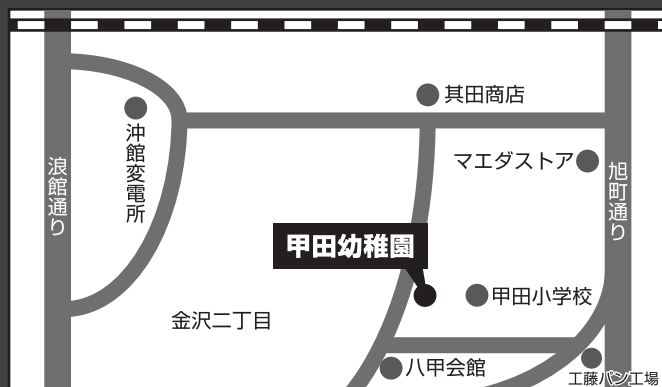 其田商店
沖館変電所
マエダストア
浪館通り
旭町通り
甲田幼稚園
甲田小学校
金沢二丁目
八甲会館
工藤パン工場